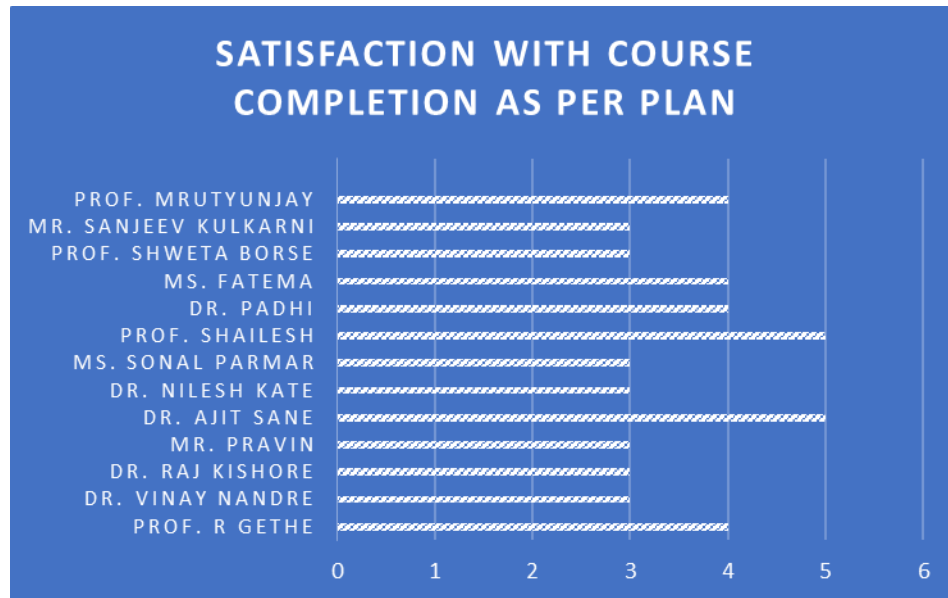 SATISFACTION WITH COURSE
COMPLETION AS PER PLAN
PROF. MRUTYUNJAY
MR. SANJEEV KULKARNI
PROF. SHWETA BORSE
MS. FATEMA
DR. PADHI
PROF. SHAILESH
MS. SONAL PARMAR
DR. NILESH KATE
DR. AJIT SANE
MR. PRAVIN
DR. RAJ KISHORE
DR. VINAY NANDRE
PROF. R GETHE
0 1 2 3 4 5 6